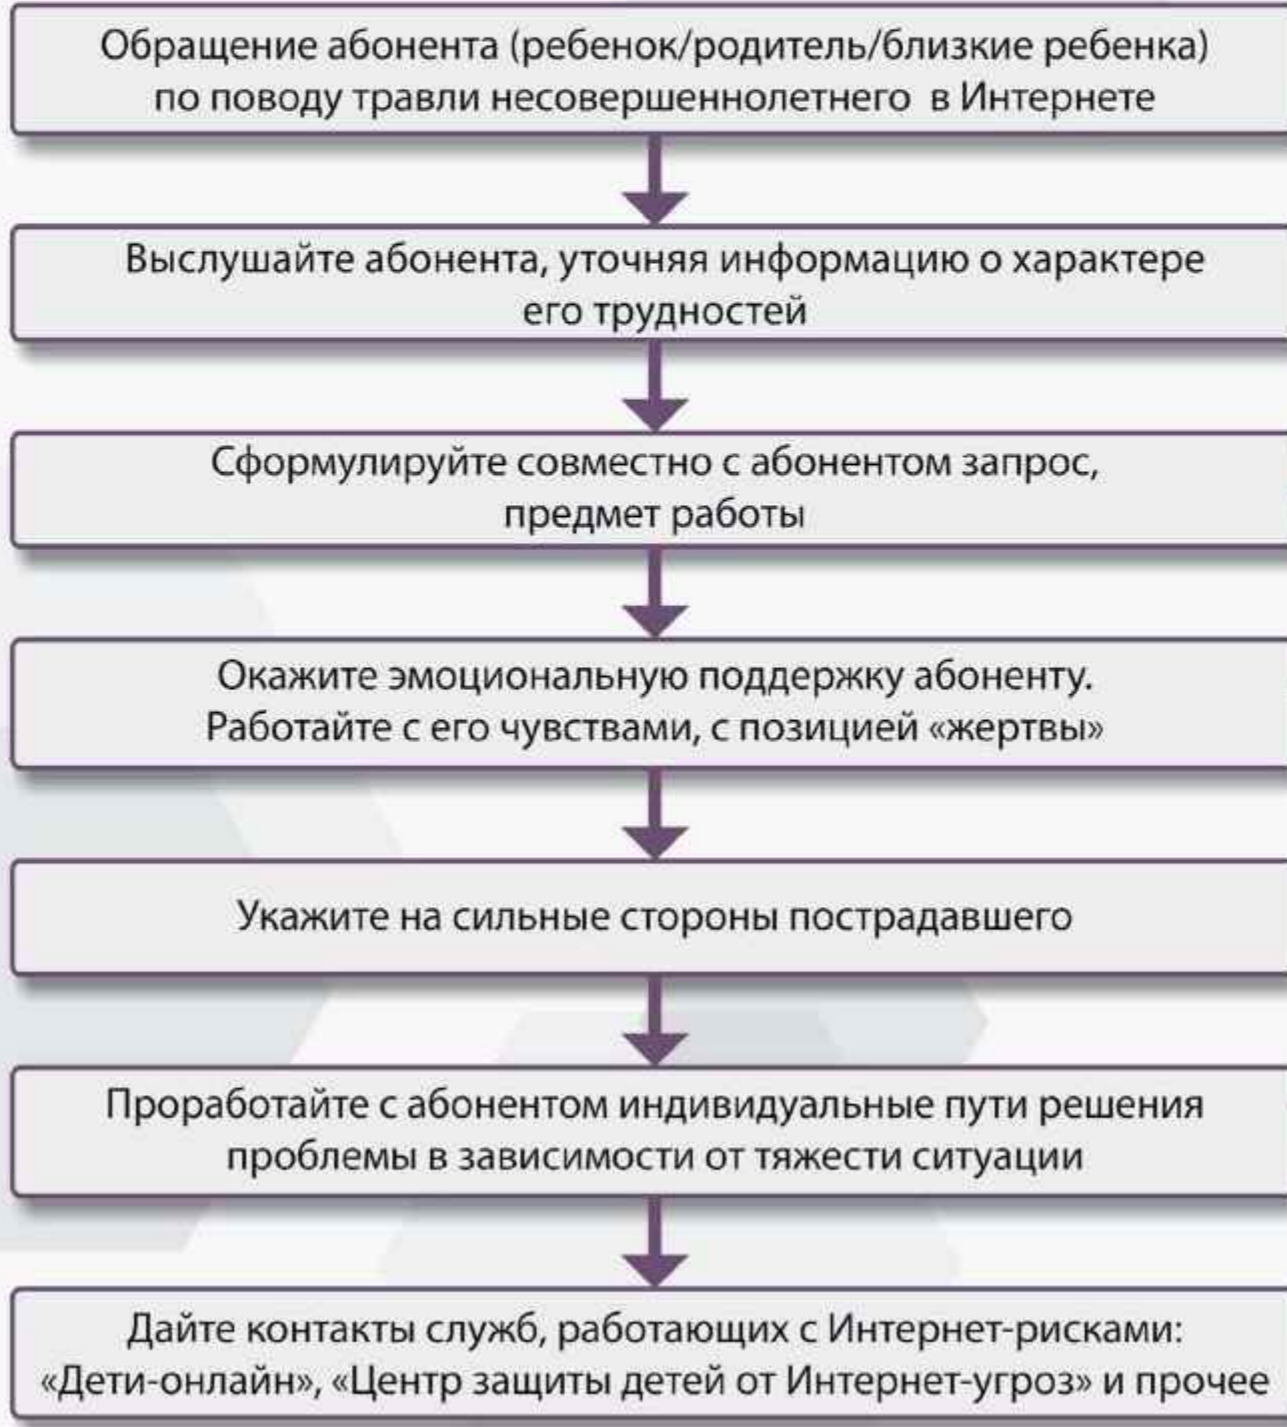 Обращение абонента (ребенок/родитель/близкие ребенка)
по поводу травли несовершеннолетнего в Интернете
Выслушайте абонента, уточняя информацию о характере
его трудностей
Сформулируйте совместно с абонентом запрос,
предмет работы
Окажите эмоциональную поддержку абоненту.
Работайте с его чувствами, с позицией «жертвы»
Укажите на сильные стороны пострадавшего
Проработайте с абонентом индивидуальные пути решения
проблемы в зависимости от тяжести ситуации
Дайте контакты служб, работающих с Интернет-рисками:
«Дети-онлайн», «Центр защиты детей от Интернет-угроз» и прочее